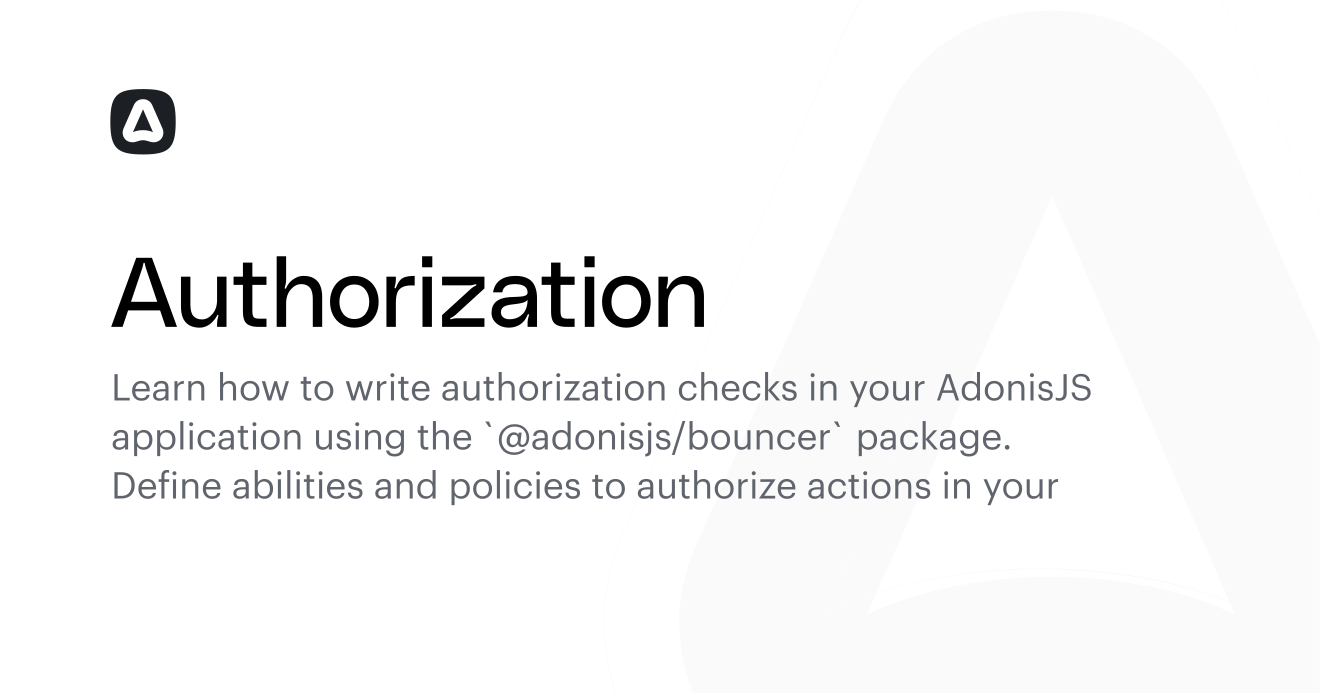 Authorization
Learn how to write authorization checks in your AdonisJS
application using the `@adonisjs/bouncer` package.
Define abilities and policies to authorize actions in your